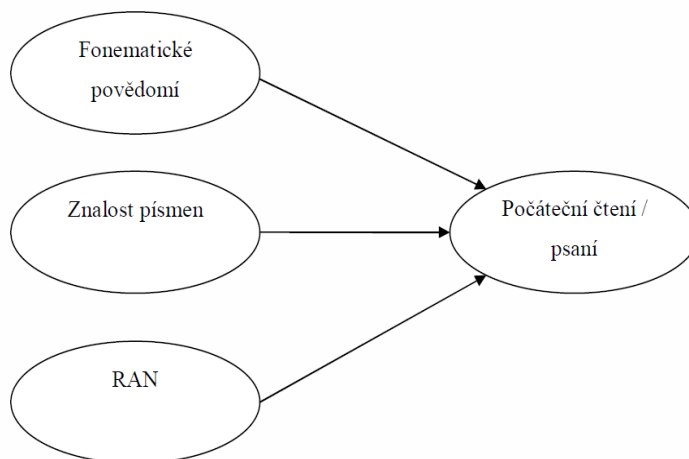 Fonematické
povědomí
Znalost písmen
Počáteční čtení /
psaní
RAN